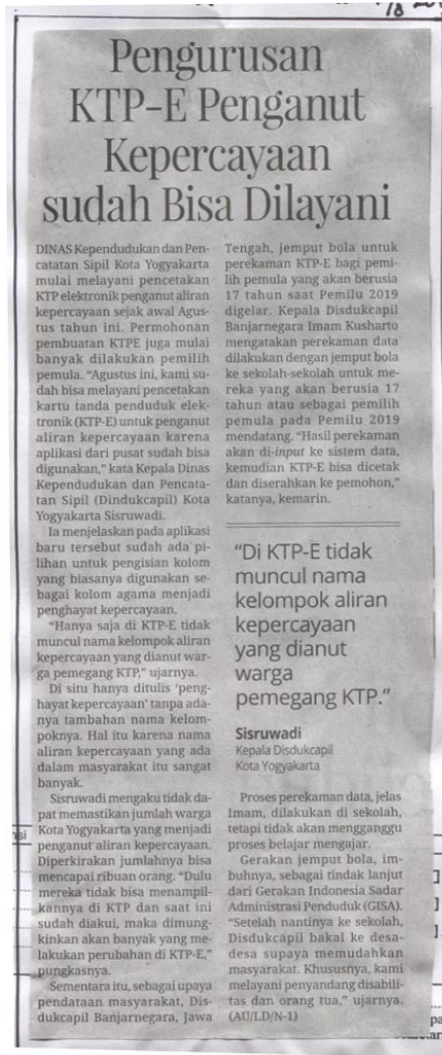 Pengurusan
KTP-E Penganut
Kepercayaan
sudah Bisa Dilayani
DINAS Kependudukan dan Pen-
catatan Sipil Kota Yogyakarta
mulai melayani pencetakan
KTP elektronik penganut aliran
kepercayaan sejak awal Agus-
tus tahun ini. Permohonan
pembuatan KTPE juga mulai
banyak dilakukan pemilih
pemula. “Agustus ini, kami su-
dah bisa melayani pencetakan
kartu tanda penduduk elek-
tronik (KTP-E) untuk penganut
aliran kepercayaan karena
aplikasi dari pusat sudah bisa
digunakan,” kata Kepala Dinas
Kependudukan dan Pencata-
tan Sipil (Dindukcapil) Kota
Yogyakarta Sisruwadi.
Ia menjelaskan pada aplikasi
baru tersebut sudah ada pi-
lihan untuk pengisian kolom
yang biasanya digunakan se-
bagai kolom agama menjadi
penghayat kepercayaan.
“Hanya saja di KTP-E tidak
muncul nama kelompok aliran
kepercayaan yang dianut war-
ga pemegang KTP,” ujarnya.
Di situ hanya ditulis ‘peng-
hayat kepercayaan’ tanpa ada-
nya tambahan nama kelom-
poknya. Hal itu karena nama
aliran kepercayaan yang ada
dalam masyarakat itu sangat
banyak.
Sisruwadi mengaku tidak da-
pat memastikan jumlah warga
Kota Yogyakarta yang menjadi
penganut aliran kepercayaan.
Diperkirakan jumlahnya bisa
mencapai ribuan orang. “Dulu
mereka tidak bisa menampil-
kannya di KTP dan saat ini
sudah diakui, maka dimung-
kinkan akan banyak yang me-
lakukan perubahan di KTP-E,”
pungkasnya.
Sementara itu, sebagai upaya
pendataan masyarakat, Dis-
dukcapil Banjarnegara, Jawa
Tengah, jemput bola untuk
perekaman KTP-E bagi pemi-
lih pemula yang akan berusia
17 tahun saat Pemilu 2019
digelar. Kepala Disdukcapil
Banjarnegara Imam Kusharto
mengatakan perekaman data
dilakukan dengan jemput bola
ke sekolah-sekolah untuk me-
reka yang akan berusia 17
tahun atau sebagai pemilih
pemula pada Pemilu 2019
mendatang. “Hasil perekaman
akan di-input ke sistem data,
kemudian KTP-E bisa dicetak
dan diserahkan ke pemohon,”
katanya, kemarin.
“Di KTP-E tidak
muncul nama
kelompok aliran
kepercayaan
yang dianut
warga
pemegang KTP.”
Sisruwadi
Kepala Disdukcapil
Kota Yogyakarta
Proses perekaman data, jelas
Imam, dilakukan di sekolah,
tetapi tidak akan mengganggu
proses belajar mengajar.
Gerakan jemput bola, im-
buhnya, sebagai tindak lanjut
dari Gerakan Indonesia Sadar
Administrasi Penduduk (GISA).
“Setelah nantinya ke sekolah,
Disdukcapil bakal ke desa-
desa supaya memudahkan
masyarakat. Khususnya, kami
melayani penyandang disabili-
tas dan orang tua,” ujarnya.
(AU/LD/N-1)